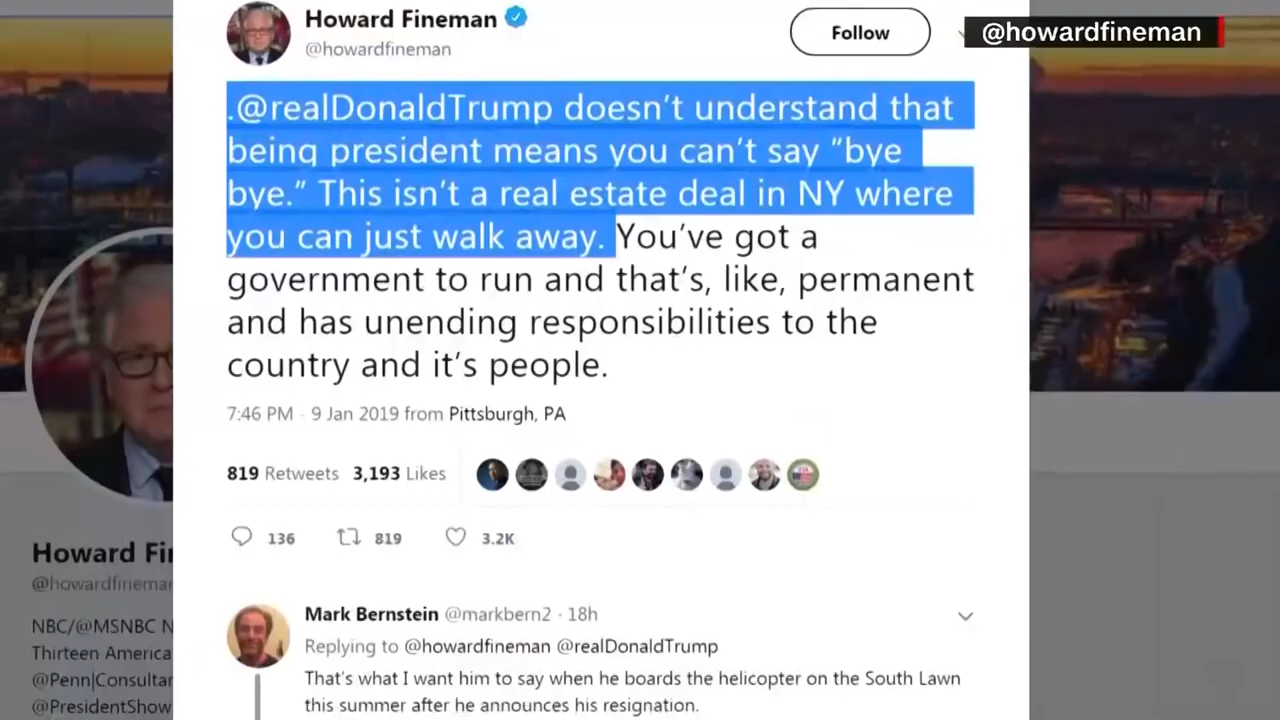 Howard Fineman
@howardfineman
Follow
@howardfineman
.@realDonaldTrump doesn't understand that
being president means you can't say "bye
bye." This isn't a real estate deal in NY where
you can just walk away. You've got a
government to run and that's, like, permanent
and has unending responsibilities to the
country and it's people.
7:46 PM - 9 Jan 2019 from Pittsburgh, PA
819 Retweets 3,193 Likes
136 819 3.2K
Howard Fi
@howardfinema
NBC/@MSNBC N
Thirteen America
@Penn|Consulta
@PresidentShow
Mark Bernstein @markbern2 · 18h
Replying to @howardfineman @realDonaldTrump
That's what I want him to say when he boards the helicopter on the South Lawn
this summer after he announces his resignation.